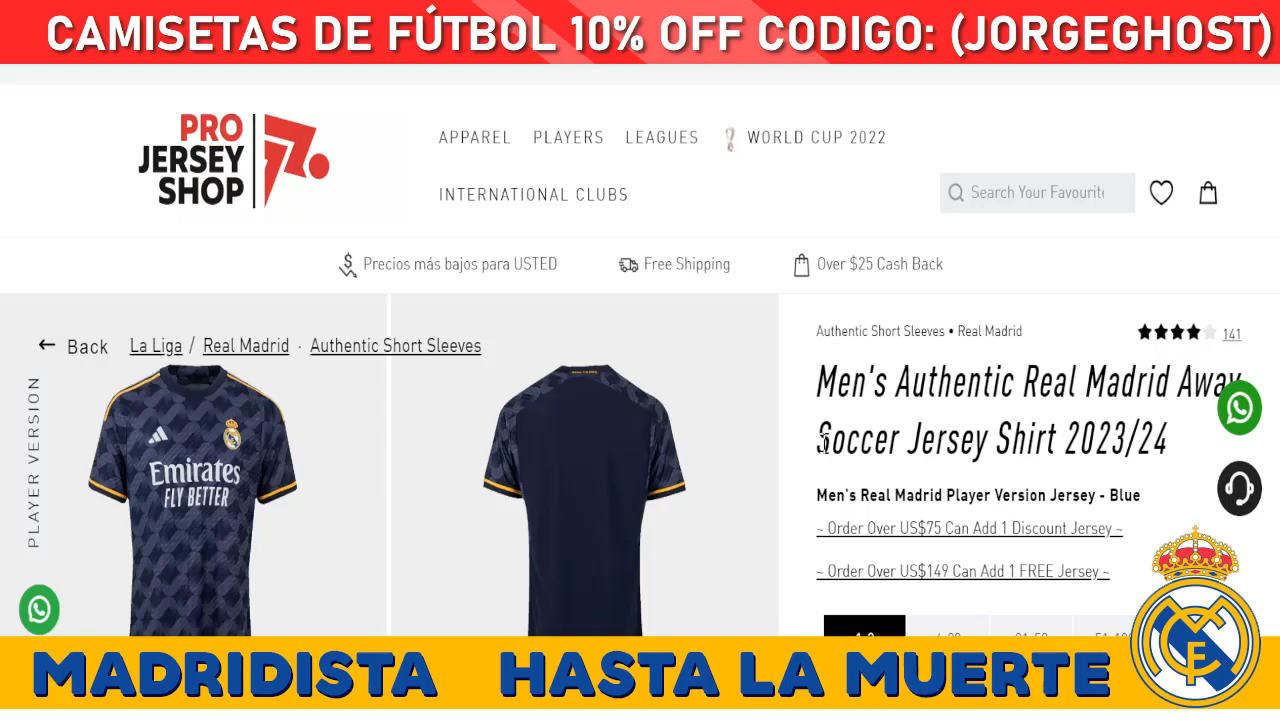 CAMISETAS DE FÚTBOL 10% OFF CODIGO: (JORGEGHOST)
PRO
JERSEY
SHOP
APPAREL PLAYERS LEAGUES WORLD CUP 2022
INTERNATIONAL CLUBS
Search Your Favourite
Precios más bajos para USTED
Free Shipping
Over $25 Cash Back
Back La Liga / Real Madrid · Authentic Short Sleeves
PLAYER VERSION
Emirates
FLY BETTER
Authentic Short Sleeves • Real Madrid
141
Men's Authentic Real Madrid Away
Soccer Jersey Shirt 2023/24
Men's Real Madrid Player Version Jersey - Blue
~ Order Over US$75 Can Add 1 Discount Jersey ~
~ Order Over US$149 Can Add 1 FREE Jersey ~
MADRIDISTA HASTA LA MUERTE